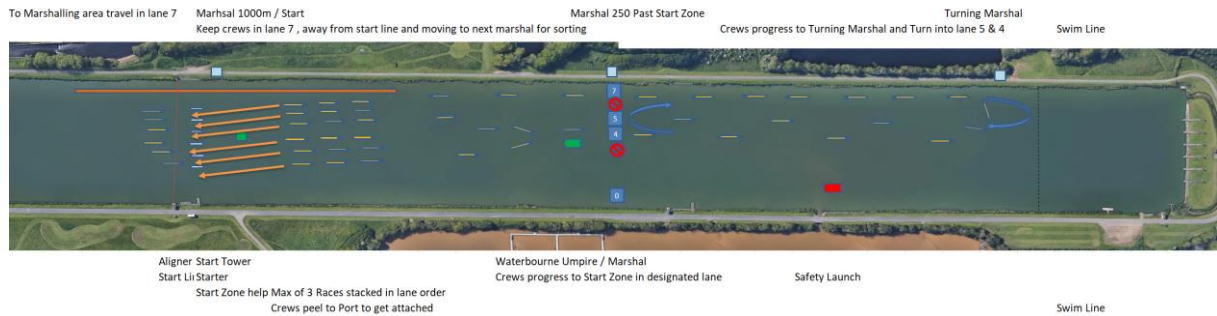 To Marshalling area travel in lane 7 Marhsal 1000m / Start Marshal 250 Past Start Zone Turning Marshal
Keep crews in lane 7 , away from start line and moving to next marshal for sorting Crews progress to Turning Marshal and Turn into lane 5 & 4 Swim Line
7
5
4
0
Aligner Start Tower Waterbourne Umpire / Marshal
Start Li Starter Crews progress to Start Zone in designated lane Safety Launch
Start Zone help Max of 3 Races stacked in lane order
Crews peel to Port to get attached Swim Line